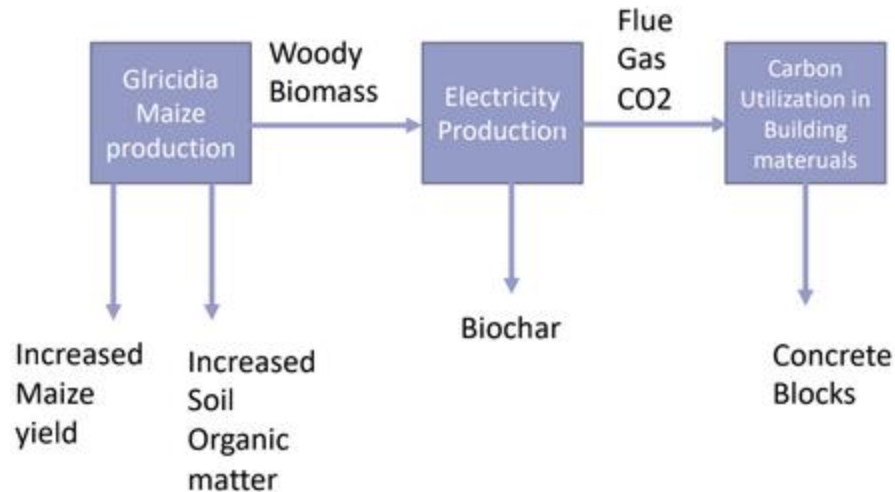 Glricidia
Maize
production
Woody
Biomass
Electricity
Production
Flue
Gas
CO2
Carbon
Utilization in
Building
materuals
Increased
Maize
yield
Increased
Soil
Organic
matter
Biochar
Concrete
Blocks